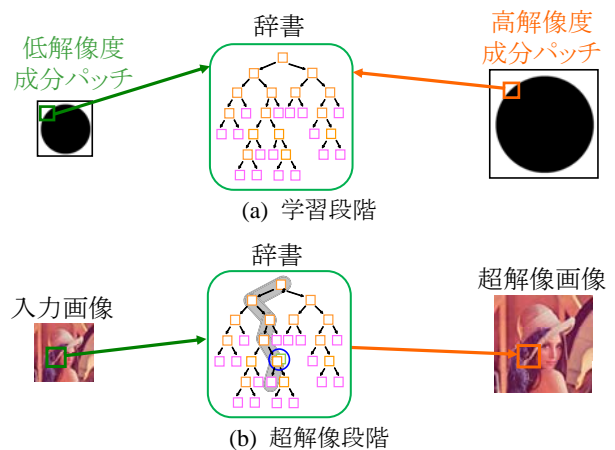 辞書
低解像度
成分パッチ
高解像度
成分パッチ
(a) 学習段階
辞書
入力画像
超解像画像
(b) 超解像段階